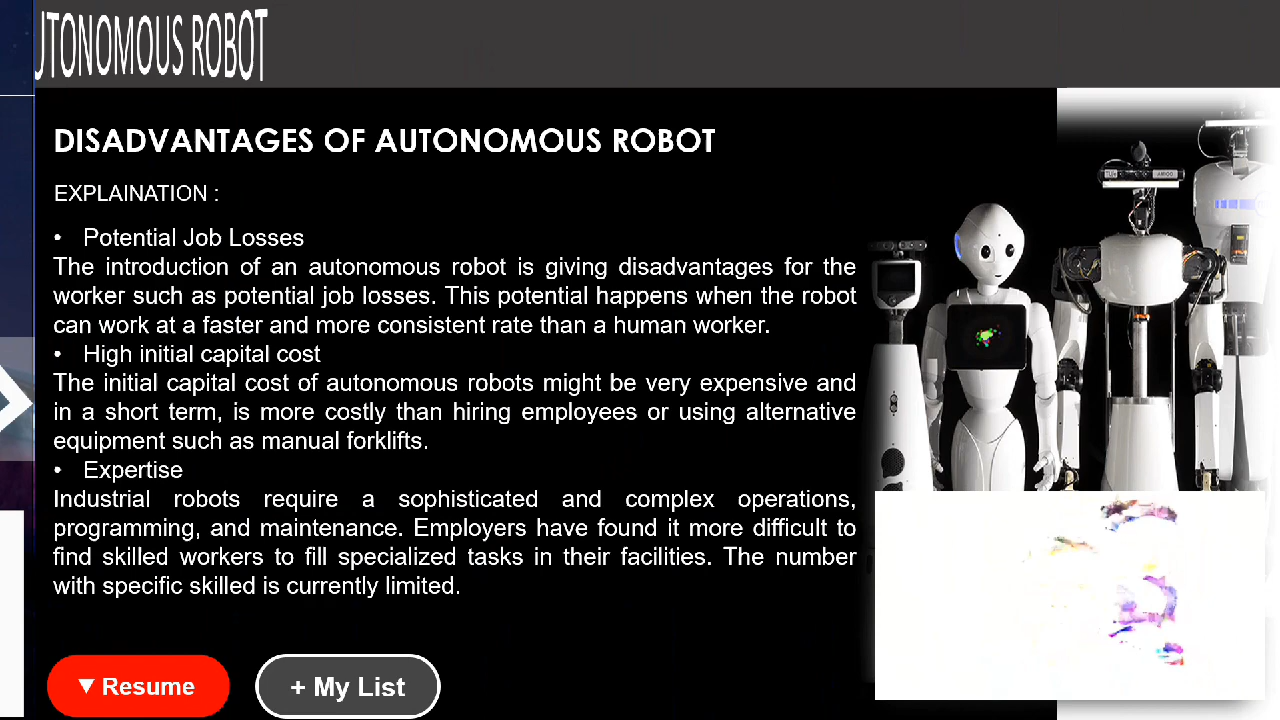 UTONOMOUS ROBOT
DISADVANTAGES OF AUTONOMOUS ROBOT
EXPLAINATION :
• Potential Job Losses
The introduction of an autonomous robot is giving disadvantages for the
worker such as potential job losses. This potential happens when the robot
can work at a faster and more consistent rate than a human worker.
• High initial capital cost
The initial capital cost of autonomous robots might be very expensive and
in a short term, is more costly than hiring employees or using alternative
equipment such as manual forklifts.
• Expertise
Industrial robots require a sophisticated and complex operations,
programming, and maintenance. Employers have found it more difficult to
find skilled workers to fill specialized tasks in their facilities. The number
with specific skilled is currently limited.
▼ Resume
+ My List